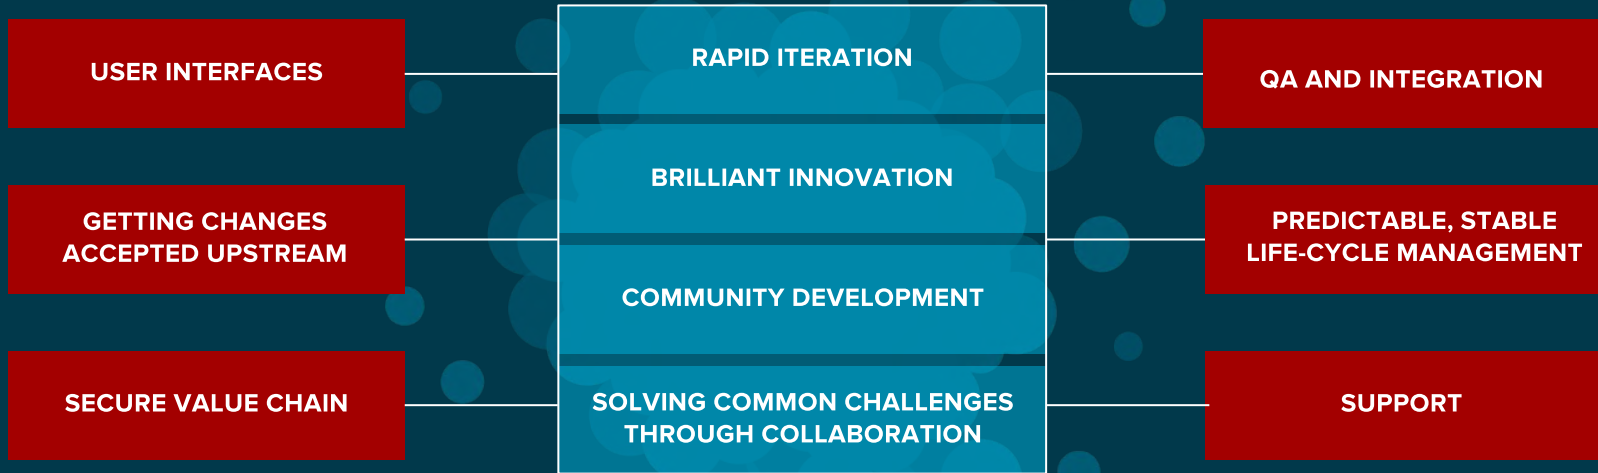 USER INTERFACES
GETTING CHANGES
ACCEPTED UPSTREAM
SECURE VALUE CHAIN
RAPID ITERATION
BRILLIANT INNOVATION
COMMUNITY DEVELOPMENT
SOLVING COMMON CHALLENGES
THROUGH COLLABORATION
QA AND INTEGRATION
PREDICTABLE, STABLE
LIFE-CYCLE MANAGEMENT
SUPPORT